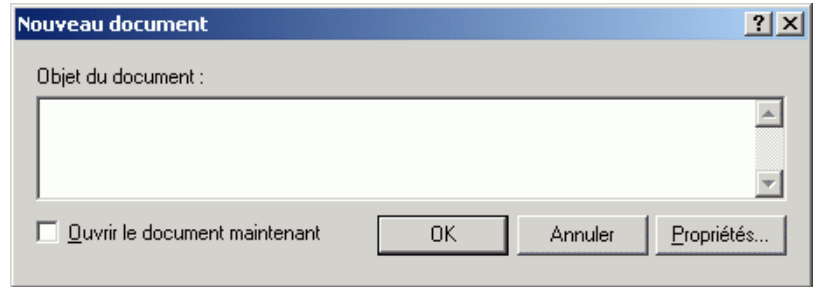 Nouveau document
Objet du document :
Ouvrir le document maintenant
OK
Annuler
Propriétés...